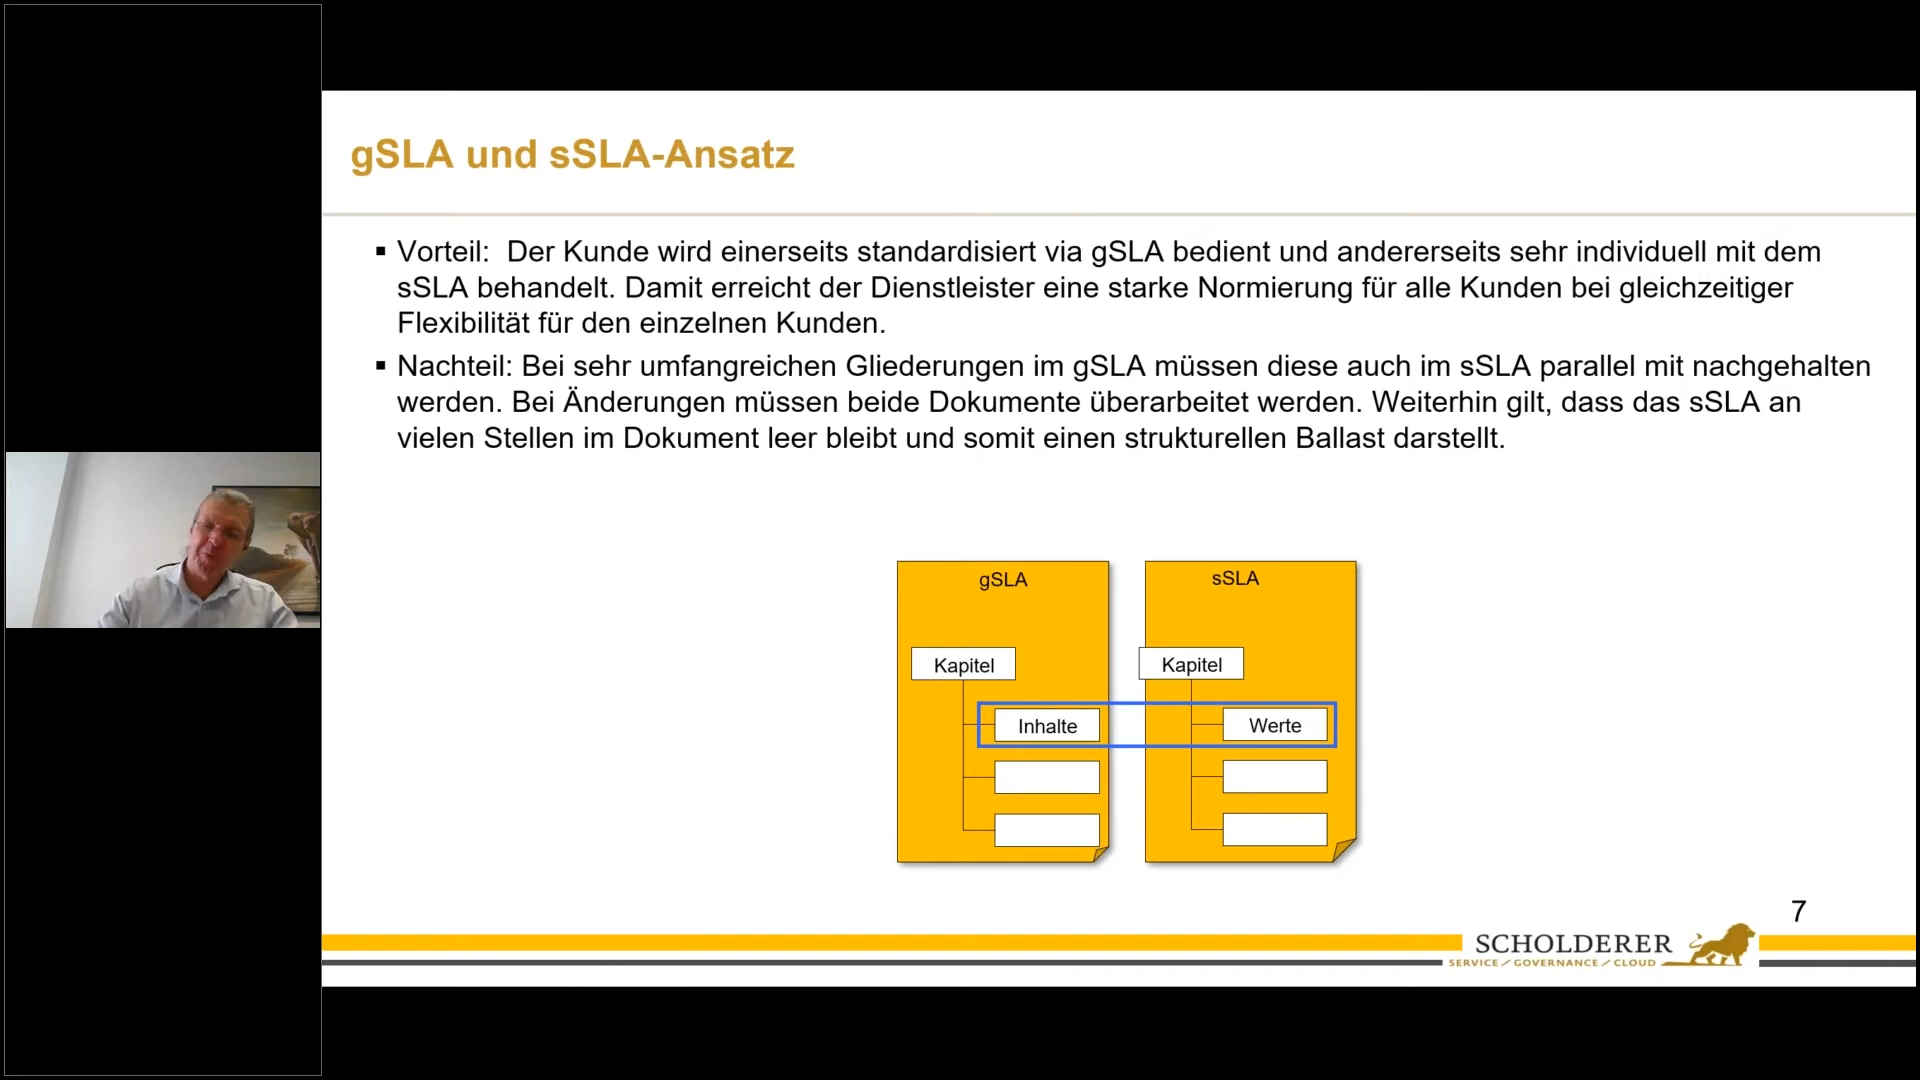 gSLA und sSLA-Ansatz
▪ Vorteil: Der Kunde wird einerseits standardisiert via gSLA bedient und andererseits sehr individuell mit dem
sSLA behandelt. Damit erreicht der Dienstleister eine starke Normierung für alle Kunden bei gleichzeitiger
Flexibilität für den einzelnen Kunden.
▪ Nachteil: Bei sehr umfangreichen Gliederungen im gSLA müssen diese auch im sSLA parallel mit nachgehalten
werden. Bei Änderungen müssen beide Dokumente überarbeitet werden. Weiterhin gilt, dass das sSLA an
vielen Stellen im Dokument leer bleibt und somit einen strukturellen Ballast darstellt.
gSLA
Kapitel
Inhalte
sSLA
Kapitel
Werte
7
SCHOLDERER
SERVICE / GOVERNANCE / CLOUD